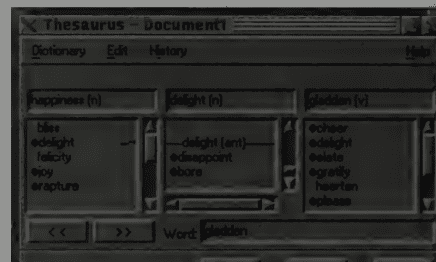 Thesaurus - Document1
Dictionary Edit History Help
happiness (n) delight (n) gladden (v)
bliss
delight
felicity
joy
rapture
delight (ant)
disappoint
bore
cheer
delight
elate
gratify
hearten
please
<< >> Word: gladden